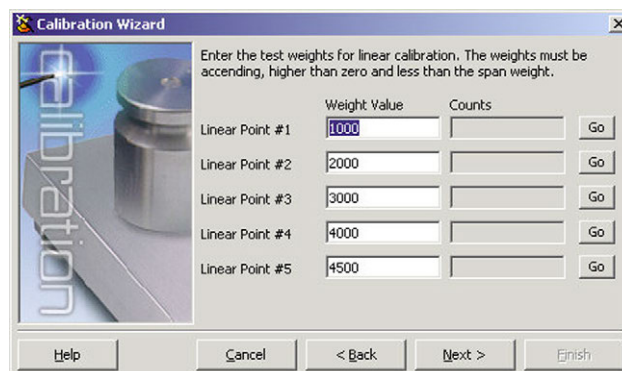 Calibration Wizard
calibration
Enter the test weights for linear calibration. The weights must be
accending, higher than zero and less than the span weight.
Weight Value Counts
Linear Point #1 1000 Go
Linear Point #2 2000 Go
Linear Point #3 3000 Go
Linear Point #4 4000 Go
Linear Point #5 4500 Go
Help Cancel < Back Next > Finish